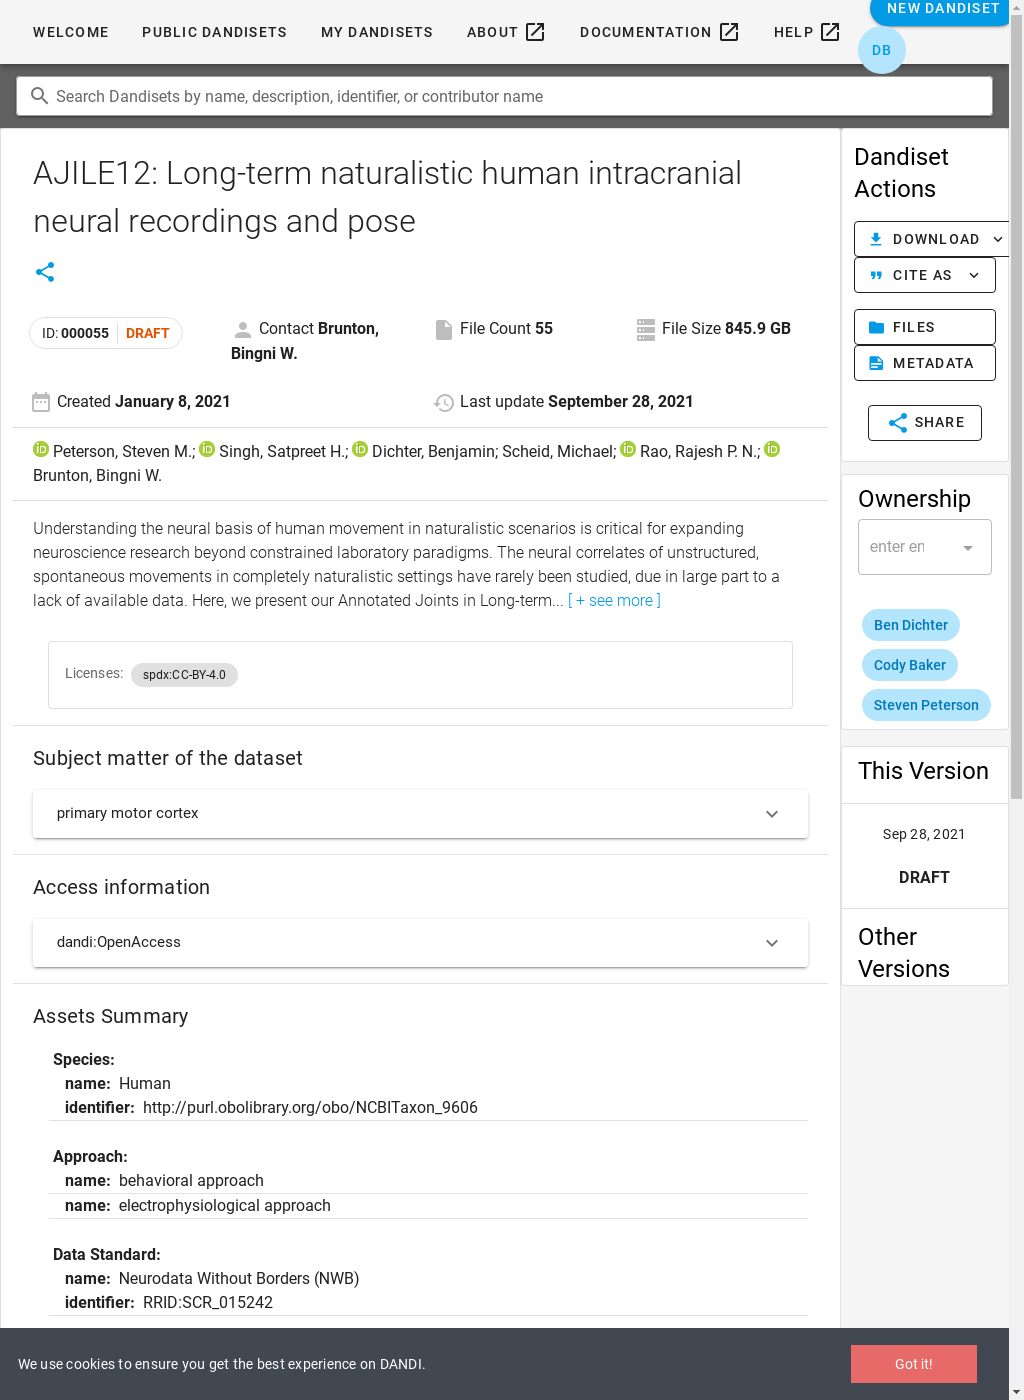 WELCOME PUBLIC DANDISETS MY DANDISETS ABOUT DOCUMENTATION HELP NEW DANDISET
DB
Search Dandisets by name, description, identifier, or contributor name
AJILE12: Long-term naturalistic human intracranial
neural recordings and pose
ID: 000055 DRAFT
Contact Brunton,
Bingni W.
File Count 55
File Size 845.9 GB
Created January 8, 2021
Last update September 28, 2021
Peterson, Steven M.; Singh, Satpreet H.; Dichter, Benjamin; Scheid, Michael; Rao, Rajesh P. N.;
Brunton, Bingni W.
Understanding the neural basis of human movement in naturalistic scenarios is critical for expanding
neuroscience research beyond constrained laboratory paradigms. The neural correlates of unstructured,
spontaneous movements in completely naturalistic settings have rarely been studied, due in large part to a
lack of available data. Here, we present our Annotated Joints in Long-term... [ + see more ]
Licenses: spdx:CC-BY-4.0
Subject matter of the dataset
primary motor cortex
Access information
dandi:OpenAccess
Assets Summary
Species:
name: Human
identifier: http://purl.obolibrary.org/obo/NCBITaxon_9606
Approach:
name: behavioral approach
name: electrophysiological approach
Data Standard:
name: Neurodata Without Borders (NWB)
identifier: RRID:SCR_015242
Dandiset
Actions
DOWNLOAD
CITE AS
FILES
METADATA
SHARE
Ownership
enter en
Ben Dichter
Cody Baker
Steven Peterson
This Version
Sep 28, 2021
DRAFT
Other
Versions
We use cookies to ensure you get the best experience on DANDI.
Got it!